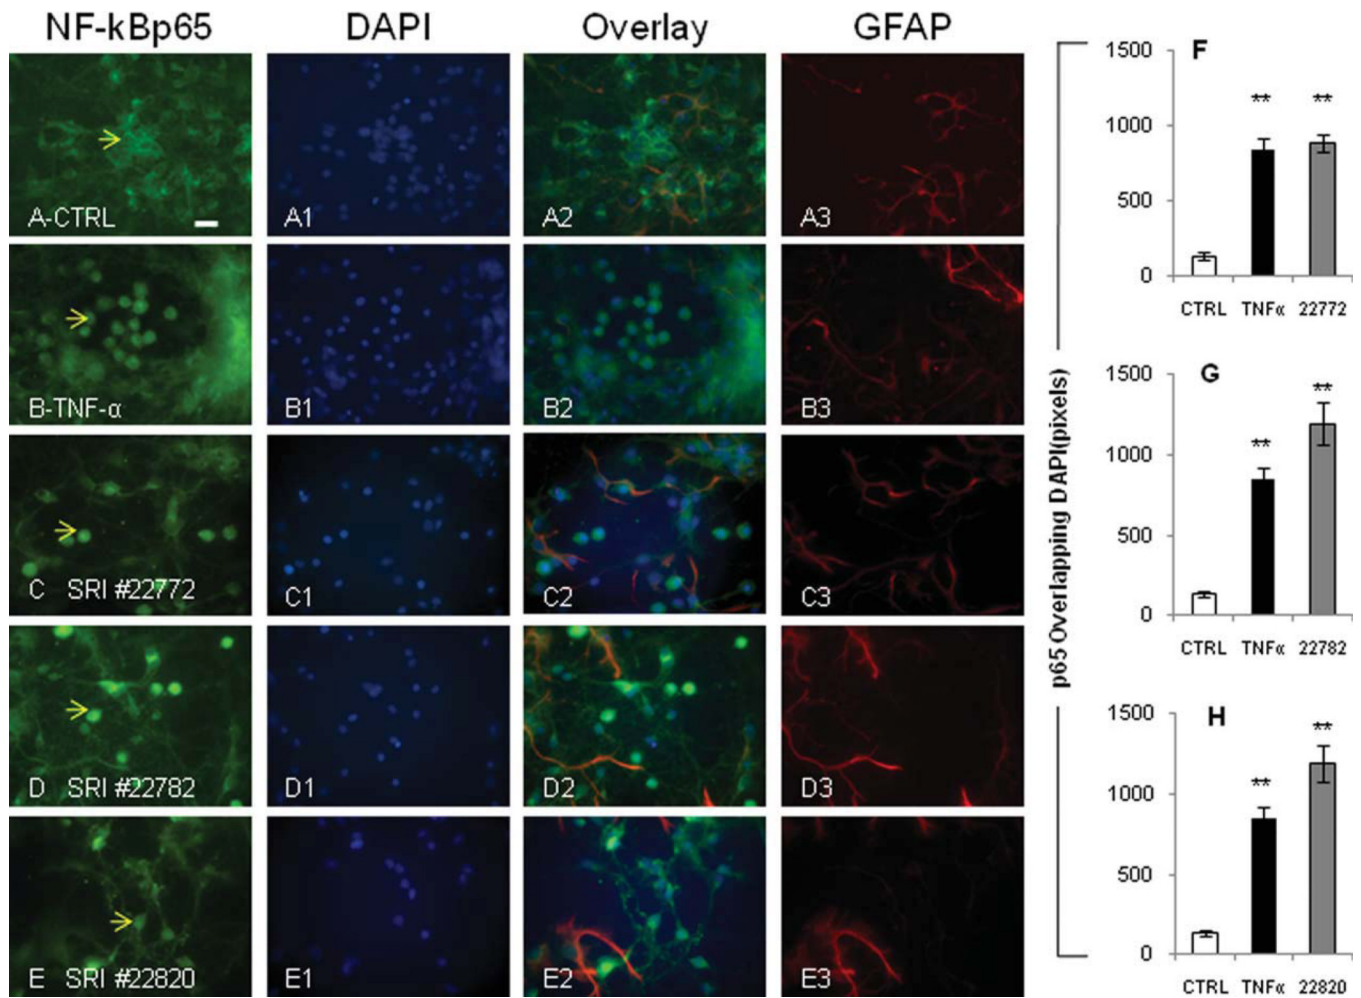 NF-kBp65 DAPI Overlay GFAP
A-CTRL A1 A2 A3
B-TNF-α B1 B2 B3
C SRI #22772 C1 C2 C3
D SRI #22782 D1 D2 D3
E SRI #22820 E1 E2 E3
p65 Overlapping DAPI(pixels)
F
1500
1000
500
0
** **
CTRL TNFα 22772
G
1500
1000
500
0
** **
CTRL TNFα 22782
H
1500
1000
500
0
** **
CTRL TNFα 22820